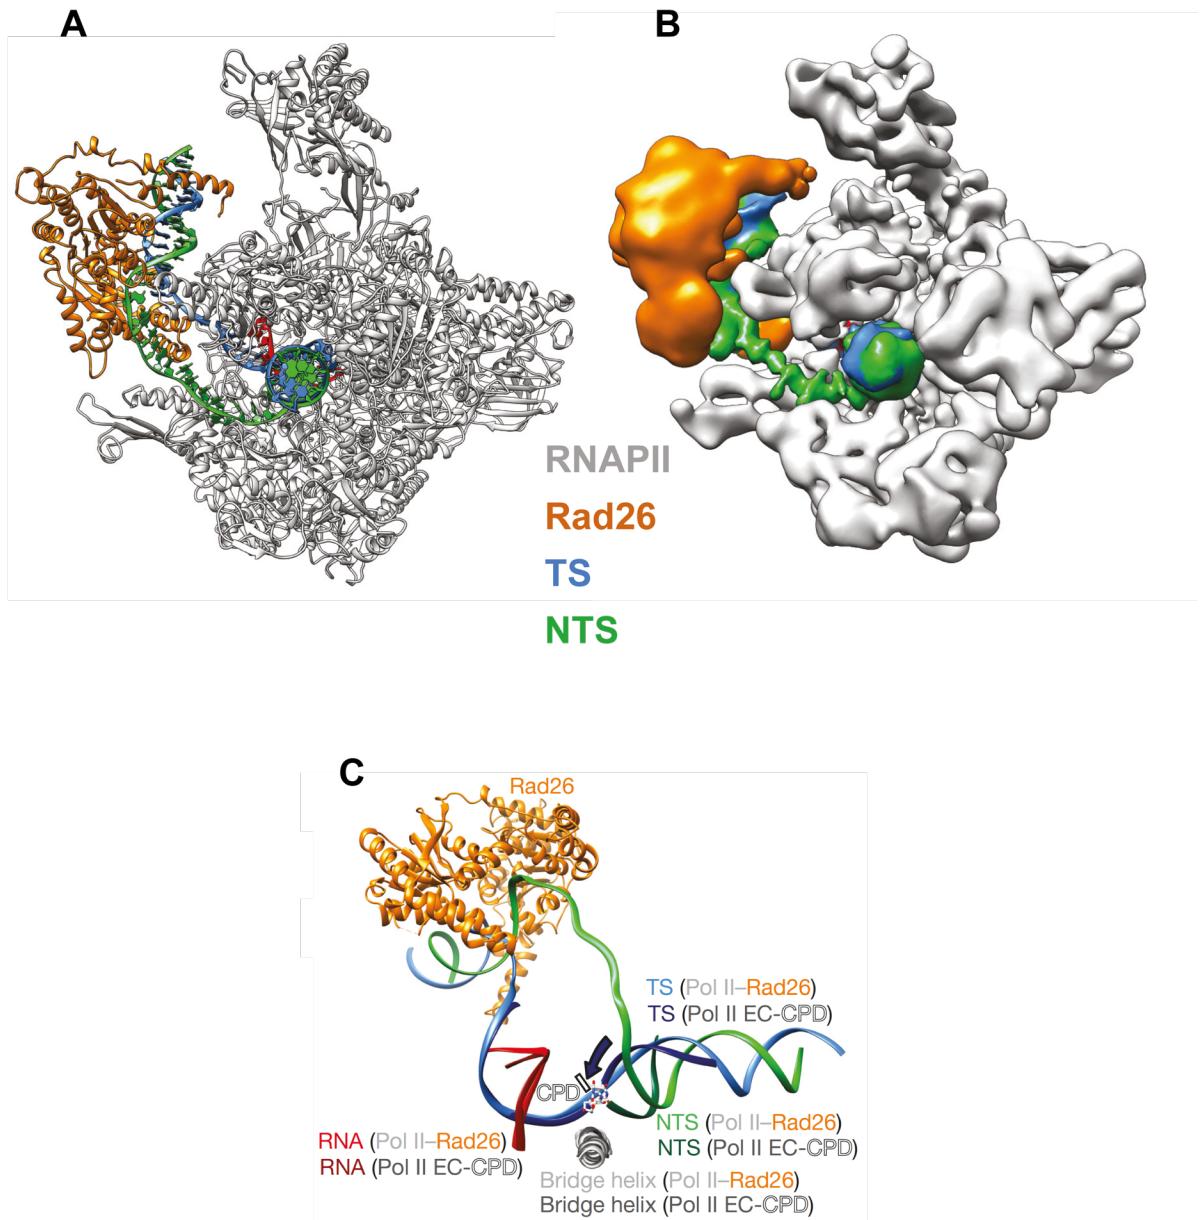 A
B
RNAPII
Rad26
TS
NTS
C
Rad26
TS (Pol II–Rad26)
TS (Pol II EC-CPD)
CPD
NTS (Pol II–Rad26)
NTS (Pol II EC-CPD)
RNA (Pol II–Rad26)
RNA (Pol II EC-CPD)
Bridge helix (Pol II–Rad26)
Bridge helix (Pol II EC-CPD)